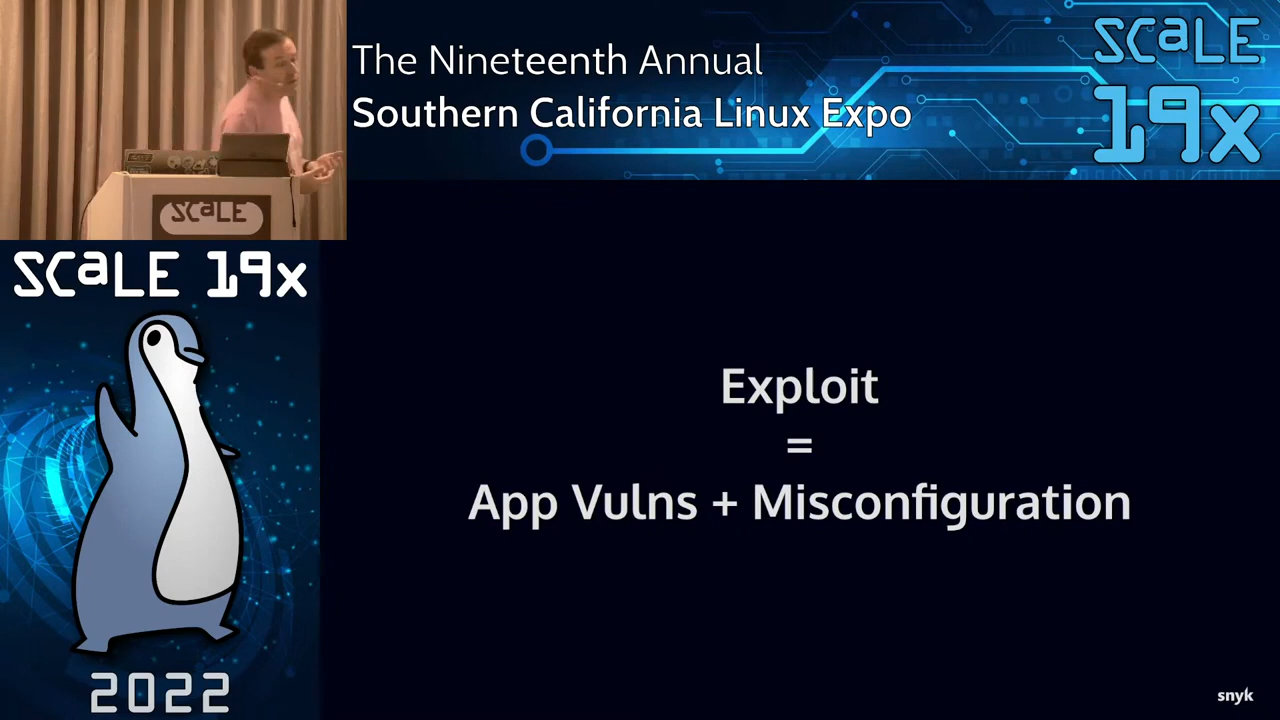 The Nineteenth Annual
Southern California Linux Expo
SCaLE
19x
SCaLE
SCaLE 19x
Exploit
=
App Vulns + Misconfiguration
2022
snyk